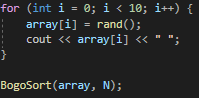 for (int i = 0; i < 10; i++) {
    array[i] = rand();
    cout << array[i] << " ";
}

BogoSort(array, N);